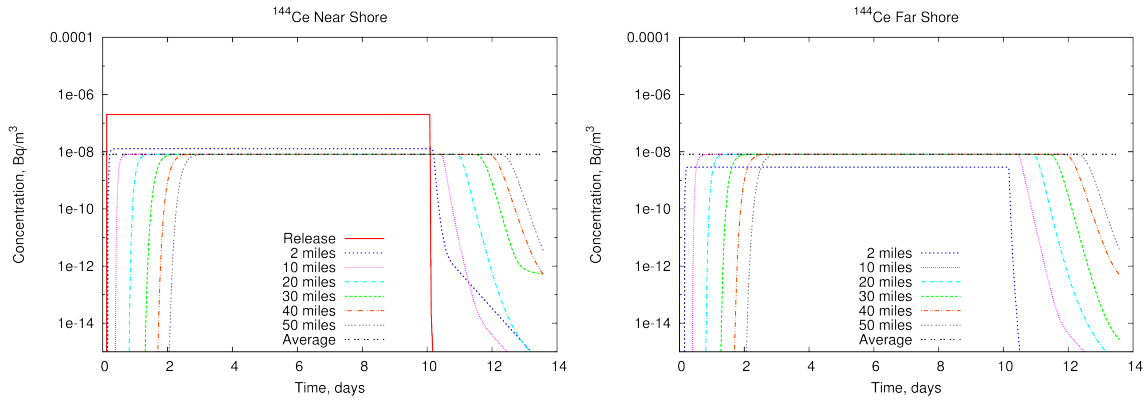 ¹⁴⁴Ce Near Shore
0.0001
1e-06
1e-08
1e-10
1e-12
1e-14
Concentration, Bq/m³
Release
2 miles
10 miles
20 miles
30 miles
40 miles
50 miles
Average
0 2 4 6 8 10 12 14
Time, days
¹⁴⁴Ce Far Shore
0.0001
1e-06
1e-08
1e-10
1e-12
1e-14
Concentration, Bq/m³
2 miles
10 miles
20 miles
30 miles
40 miles
50 miles
Average
0 2 4 6 8 10 12 14
Time, days